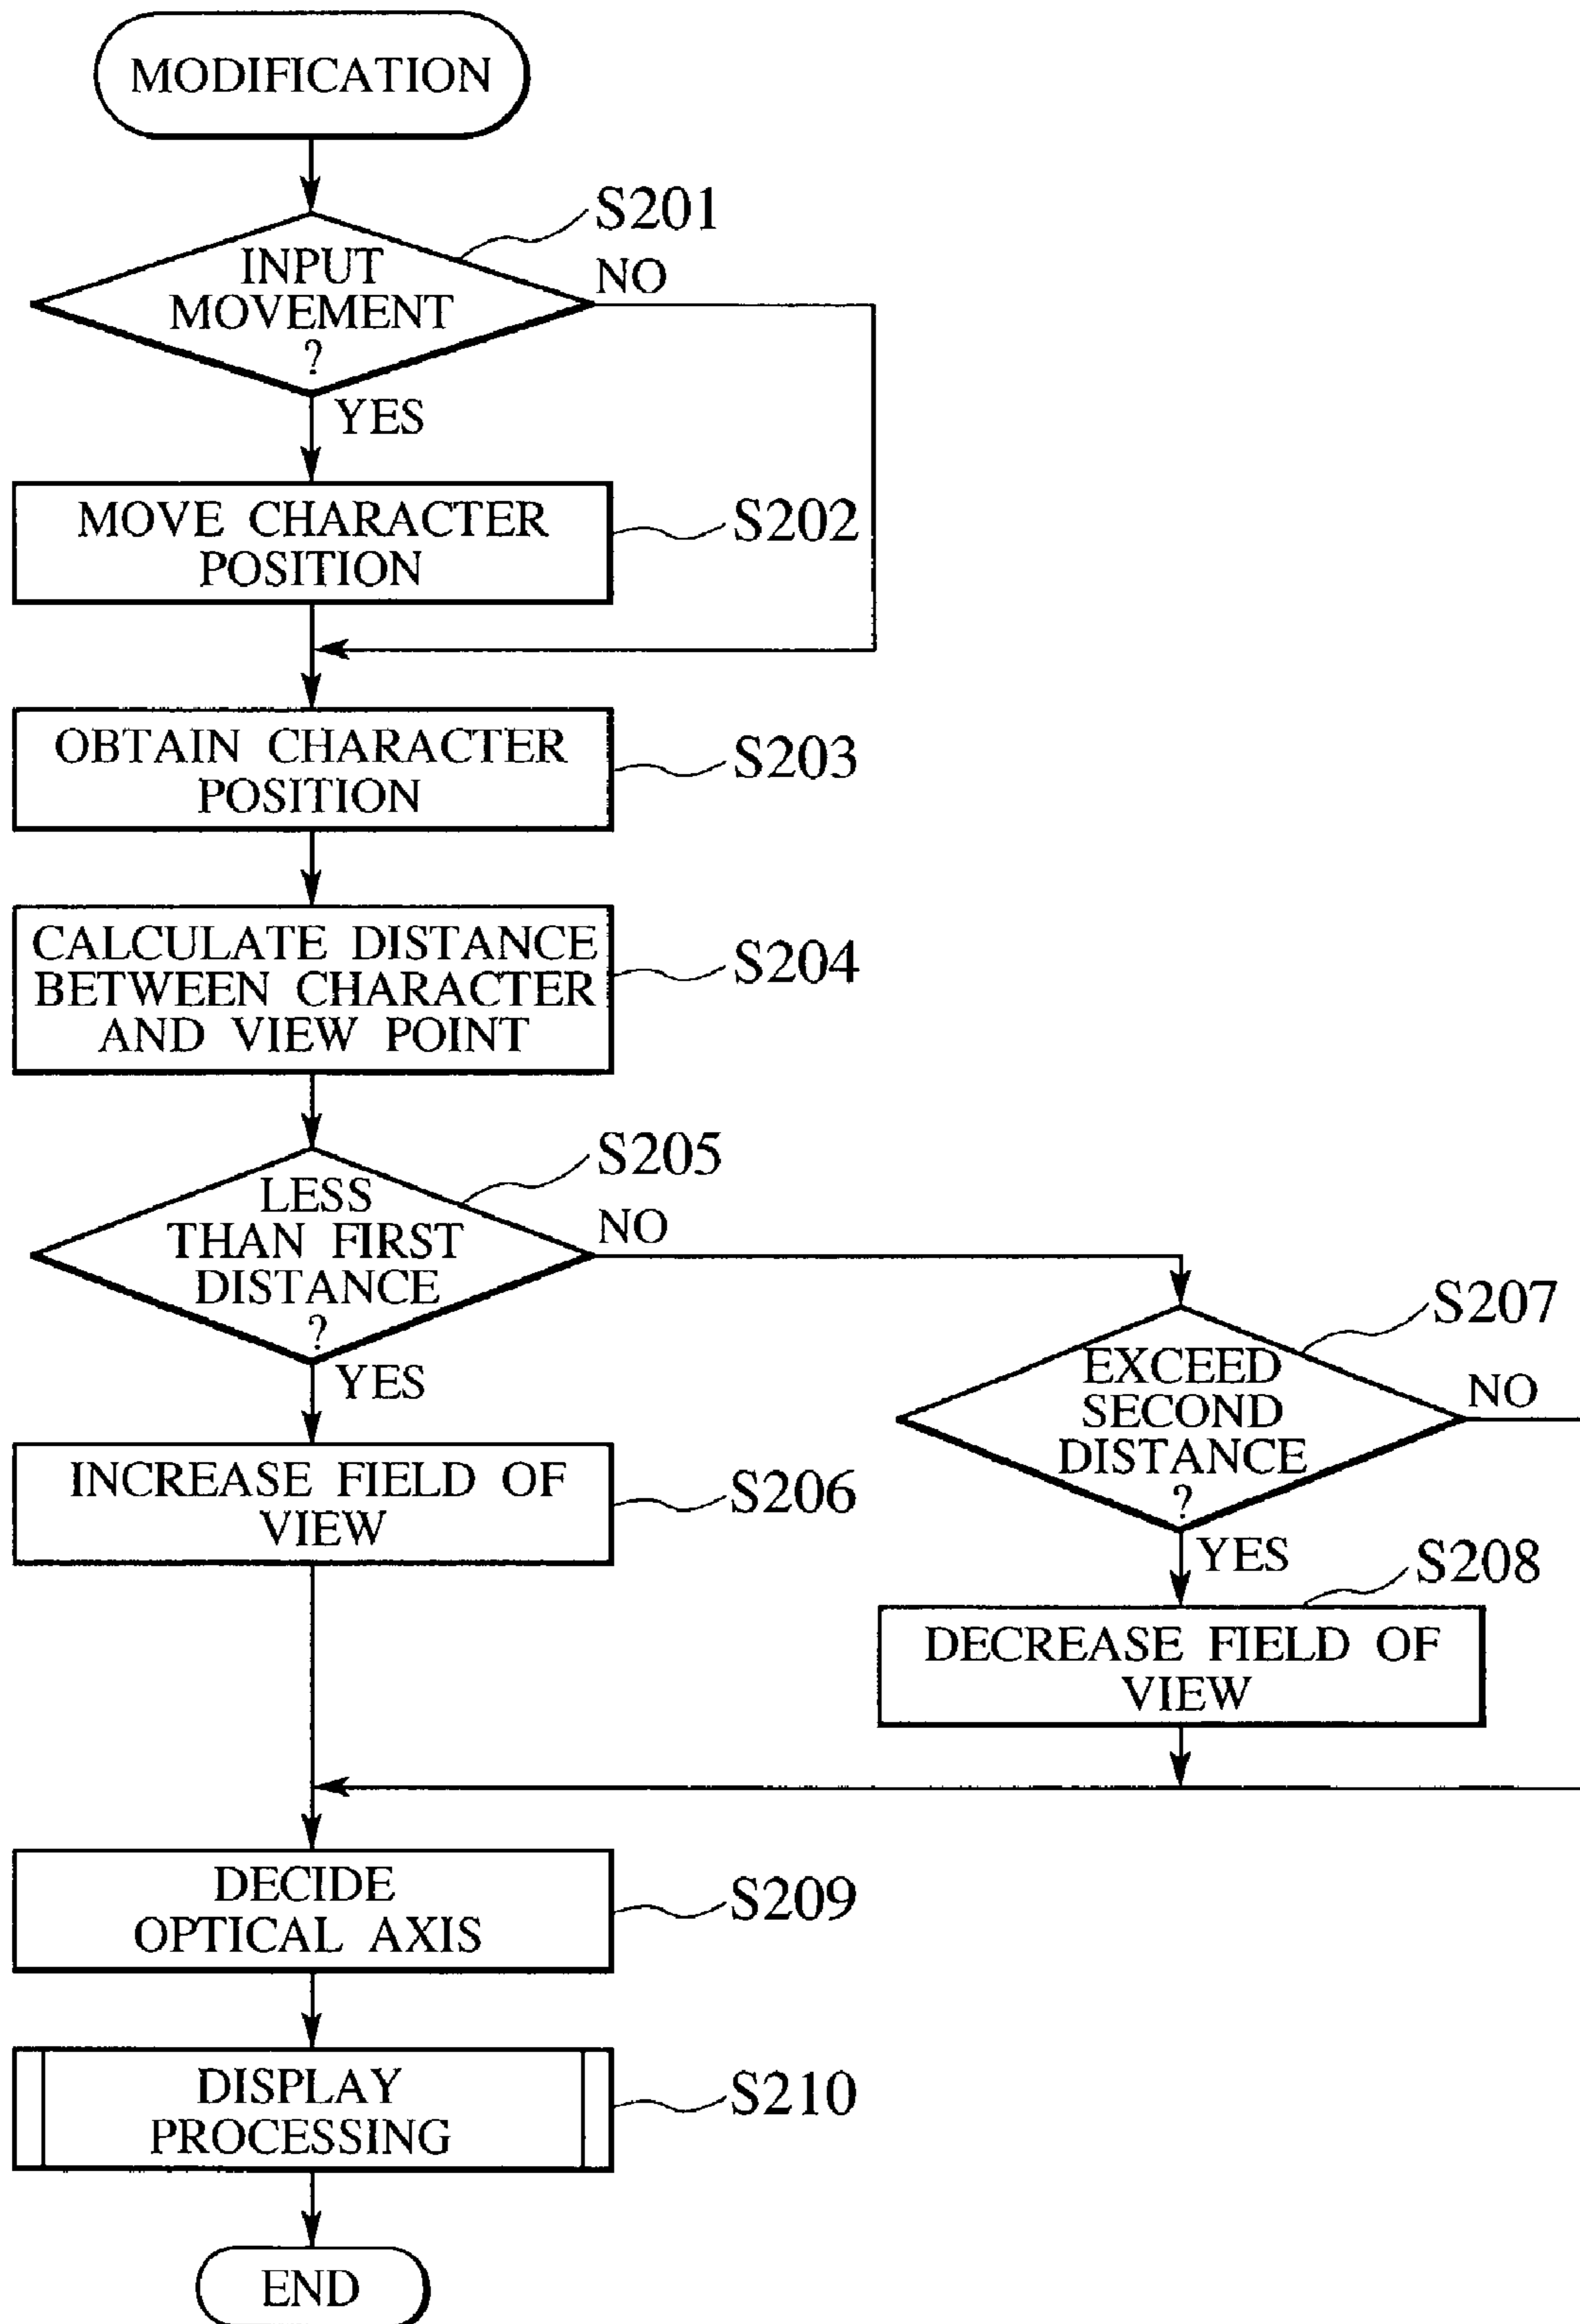 MODIFICATION
S201
INPUT
MOVEMENT
?
NO
YES
MOVE CHARACTER
POSITION
S202
OBTAIN CHARACTER
POSITION
S203
CALCULATE DISTANCE
BETWEEN CHARACTER
AND VIEW POINT
S204
S205
LESS
THAN FIRST
DISTANCE
?
NO
YES
INCREASE FIELD OF
VIEW
S206
S207
EXCEED
SECOND
DISTANCE
?
NO
YES
S208
DECREASE FIELD OF
VIEW
DECIDE
OPTICAL AXIS
S209
DISPLAY
PROCESSING
S210
END